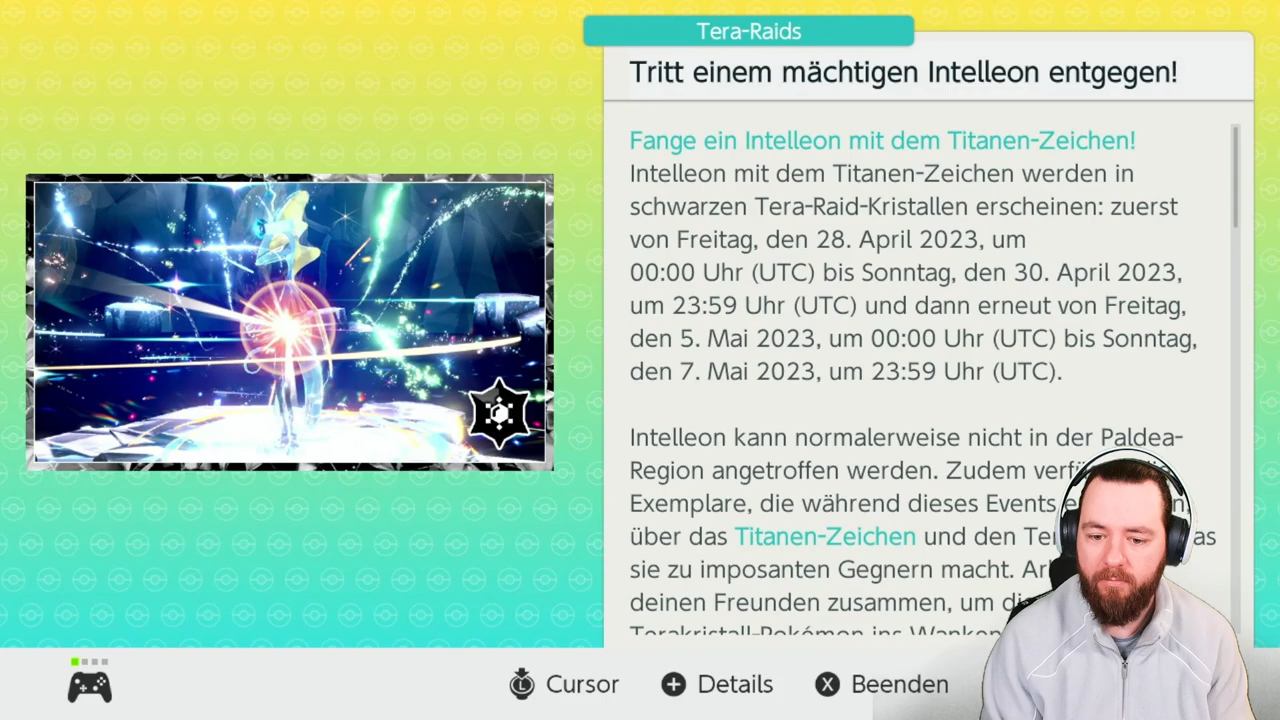 Tera-Raids
Tritt einem mächtigen Intelleon entgegen!
Fange ein Intelleon mit dem Titanen-Zeichen!
Intelleon mit dem Titanen-Zeichen werden in
schwarzen Tera-Raid-Kristallen erscheinen: zuerst
von Freitag, den 28. April 2023, um
00:00 Uhr (UTC) bis Sonntag, den 30. April 2023,
um 23:59 Uhr (UTC) und dann erneut von Freitag,
den 5. Mai 2023, um 00:00 Uhr (UTC) bis Sonntag,
den 7. Mai 2023, um 23:59 Uhr (UTC).
Intelleon kann normalerweise nicht in der Paldea-
Region angetroffen werden. Zudem
Exemplare, die während dieses Events
über das Titanen-Zeichen und den
sie zu imposanten Gegnern macht.
deinen Freunden zusammen, um
Terakristall-Pokémon ins
L Cursor
+ Details
X Beenden